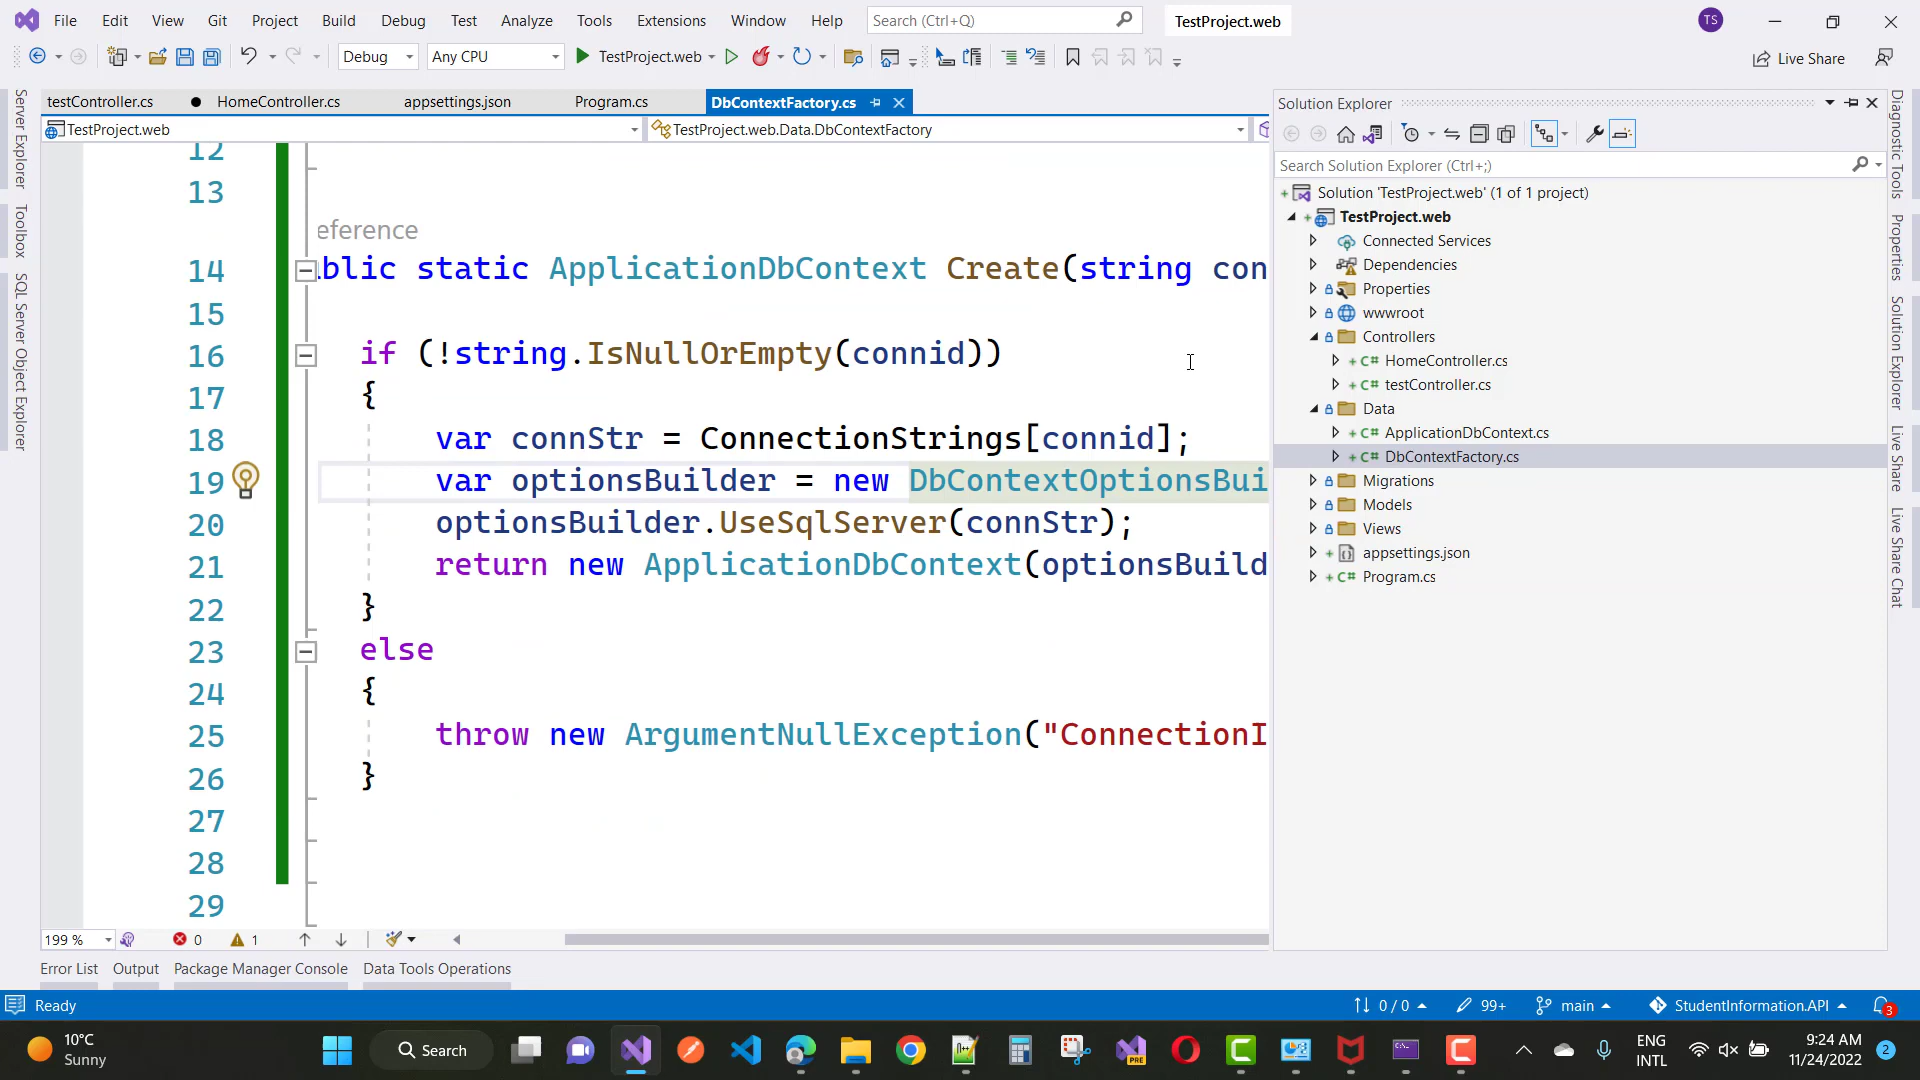 File Edit View Git Project Build Debug Test Analyze Tools Extensions Window Help Search (Ctrl+Q) TestProject.web TS
Debug Any CPU TestProject.web Live Share
testController.cs HomeController.cs appsettings.json Program.cs DbContextFactory.cs
TestProject.web TestProject.web.Data.DbContextFactory
12
13
eference
14 blic static ApplicationDbContext Create(string con
15
16 if (!string.IsNullOrEmpty(connid))
17 {
18 var connStr = ConnectionStrings[connid];
19 var optionsBuilder = new DbContextOptionsBui
20 optionsBuilder.UseSqlServer(connStr);
21 return new ApplicationDbContext(optionsBuild
22 }
23 else
24 {
25 throw new ArgumentNullException("ConnectionI
26 }
27
28
29
199 % 0 1
Server Explorer
Toolbox
SQL Server Object Explorer
Solution Explorer
Search Solution Explorer (Ctrl+;)
Solution 'TestProject.web' (1 of 1 project)
TestProject.web
Connected Services
Dependencies
Properties
wwwroot
Controllers
C# HomeController.cs
C# testController.cs
Data
C# ApplicationDbContext.cs
C# DbContextFactory.cs
Migrations
Models
Views
appsettings.json
C# Program.cs
Diagnostic Tools
Properties
Solution Explorer
Live Share
Live Share Chat
Error List Output Package Manager Console Data Tools Operations
Ready 0 / 0 99+ main StudentInformation.API 3
10°C
Sunny
Search
PRE
ENG
INTL
9:24 AM
11/24/2022
2